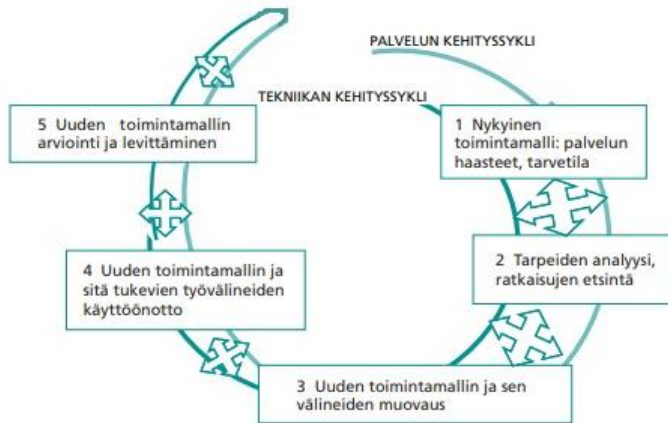 PALVELUN KEHITYSSYKLI
TEKNIIKAN KEHITYSSYKLI
1 Nykyinen
toimintamalli: palvelun
haasteet, tarvetila
2 Tarpeiden analyysi,
ratkaisujen etsintä
3 Uuden toimintamallin ja sen
välineiden muovaus
4 Uuden toimintamallin ja
sitä tukevien työvälineiden
käyttöönotto
5 Uuden toimintamallin
arviointi ja levittäminen